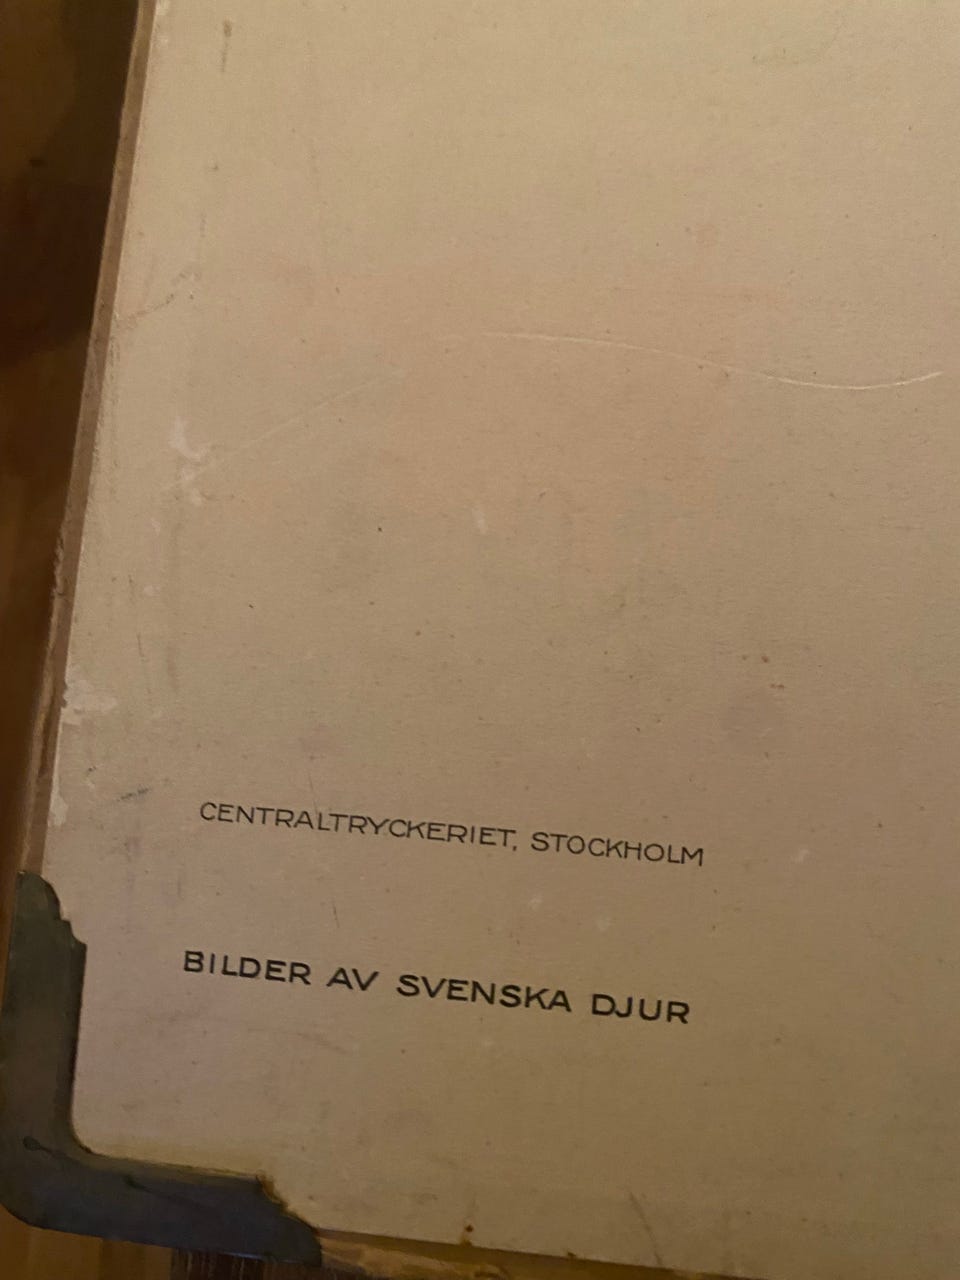 CENTRALTRYCKERIET, STOCKHOLM
BILDER AV SVENSKA DJUR